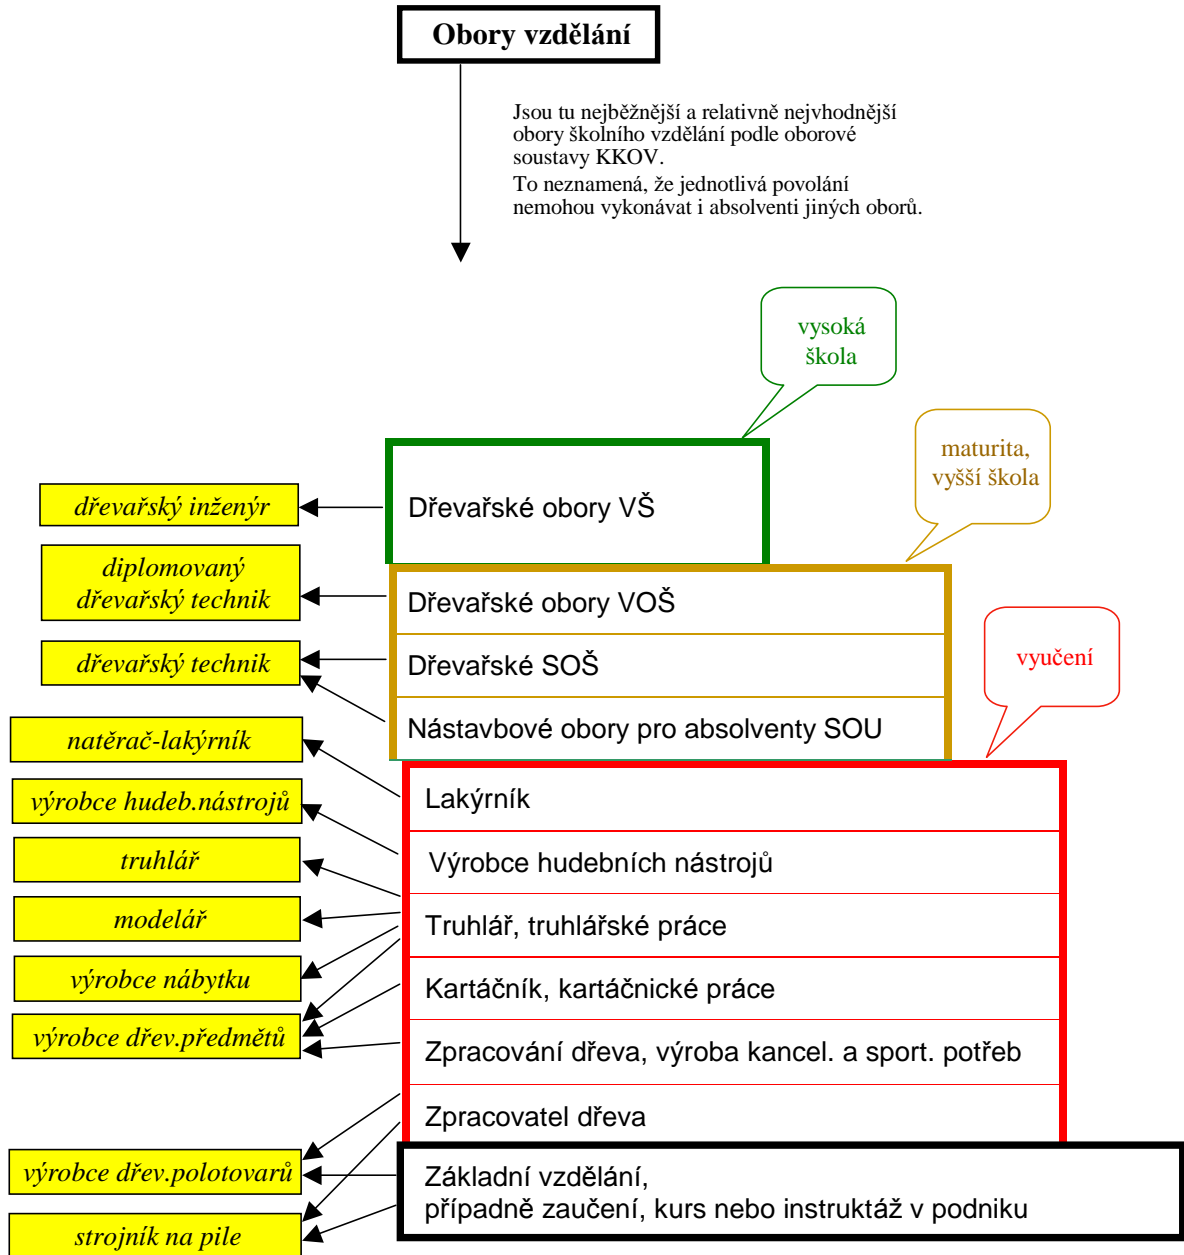 Obory vzdělání
Jsou tu nejběžnější a relativně nejvhodnější
obory školního vzdělání podle oborové
soustavy KKOV.
To neznamená, že jednotlivá povolání
nemohou vykonávat i absolventi jiných oborů.
vysoká
škola
maturita,
vyšší škola
dřevařský inženýr
Dřevařské obory VŠ
diplomovaný
dřevařský technik
Dřevařské obory VOŠ
vyučení
dřevařský technik
Dřevařské SOŠ
Nástavbové obory pro absolventy SOU
natěrač-lakýrník
Lakýrník
výrobce hudeb.nástrojů
Výrobce hudebních nástrojů
truhlář
modelář
Truhlář, truhlářské práce
výrobce nábytku
Kartáčník, kartáčnické práce
výrobce dřev.předmětů
Zpracování dřeva, výroba kancel. a sport. potřeb
Zpracovatel dřeva
výrobce dřev.polotovarů
Základní vzdělání,
případně zaučení, kurs nebo instruktáž v podniku
strojník na pile